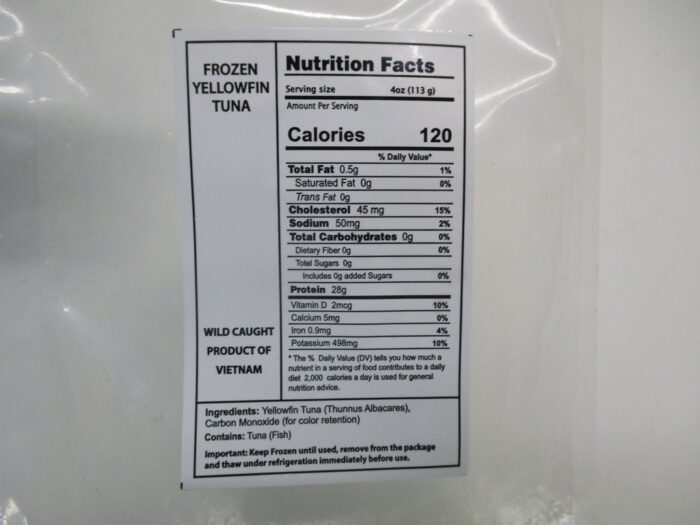 FROZEN
YELLOWFIN
TUNA
WILD CAUGHT
PRODUCT OF
VIETNAM
Nutrition Facts
Serving size 4oz (113 g)
Amount Per Serving
Calories 120
% Daily Value*
Total Fat 0.5g 1%
Saturated Fat 0g 0%
Trans Fat 0g
Cholesterol 45 mg 15%
Sodium 50mg 2%
Total Carbohydrates 0g 0%
Dietary Fiber 0g 0%
Total Sugars 0g
Includes 0g added Sugars 0%
Protein 28g
Vitamin D 2mcg 10%
Calcium 5mg 0%
Iron 0.9mg 4%
Potassium 498mg 10%
* The % Daily Value (DV) tells you how much a
nutrient in a serving of food contributes to a daily
diet 2,000 calories a day is used for general
nutrition advice.
Ingredients: Yellowfin Tuna (Thunnus Albacares),
Carbon Monoxide (for color retention)
Contains: Tuna (Fish)
Important: Keep Frozen until used, remove from the package
and thaw under refrigeration immediately before use.